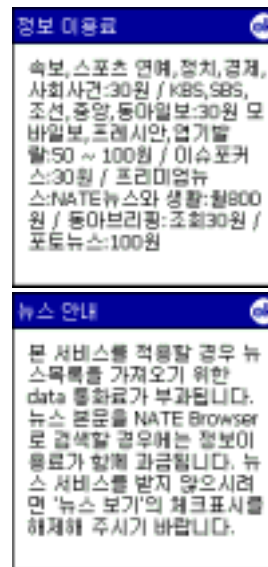 정보 이용료
ok
속보,스포츠 연예,정치,경제,
사회사건:30원 / KBS,SBS,
조선,중앙,동아일보:30원 모
바일보,프레시안,엽기발
랄:50 ~ 100원 / 이슈포커
스:30원 / 프리미엄뉴
스:NATE뉴스와 생활:월800
원 / 동아브리핑:조회30원 /
포토뉴스:100원
뉴스 안내
ok
본 서비스를 적용할 경우 뉴
스목록을 가져오기 위한
data 통화료가 부과됩니다.
뉴스 본문을 NATE Browser
로 검색할 경우에는 정보이
용료가 함께 과금됩니다. 뉴
스 서비스를 받지 않으시려
면 '뉴스 보기'의 체크표시를
해제해 주시기 바랍니다.